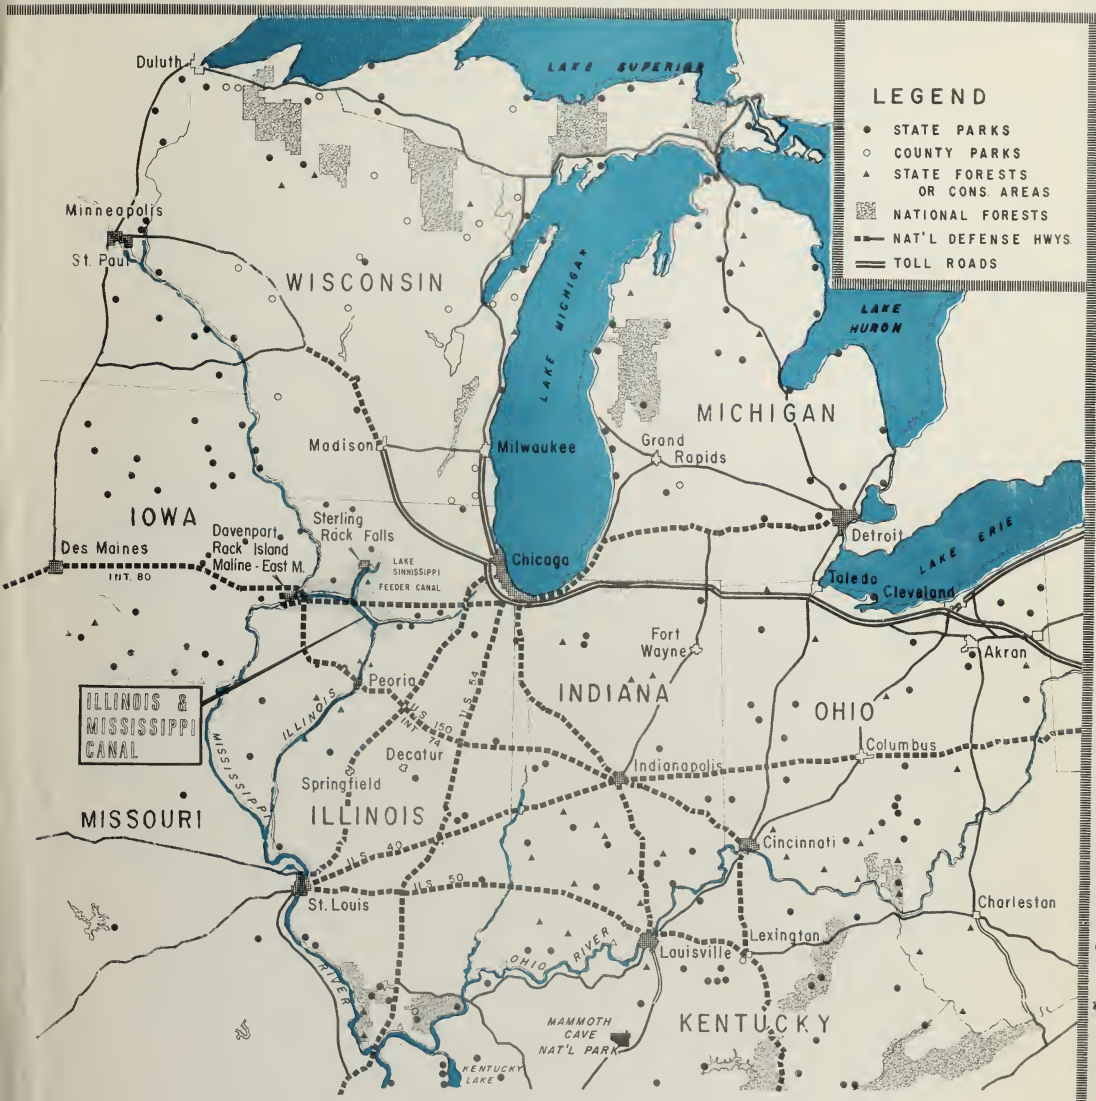 Duluth
LAKE SUPERIOR
LEGEND
STATE PARKS
COUNTY PARKS
STATE FORESTS
OR CONS. AREAS
NATIONAL FORESTS
NAT'L DEFENSE HWYS.
TOLL ROADS
Minneapolis
St. Paul
WISCONSIN
LAKE MICHIGAN
LAKE
HURON
MICHIGAN
Madison
Milwaukee
Grand
Rapids
IOWA
Davenport
Rock Island
Maline - East M.
Sterling
Rock Falls
Des Maines
INT. 80
LAKE
SINNISSIPPI
FEEDER CANAL
Chicago
Detroit
LAKE ERIE
Toledo
Cleveland
Akron
Fort
Wayne
Peoria
INDIANA
OHIO
ILLINOIS &
MISSISSIPPI
CANAL
ILLINOIS
MISSISSIPPI
U.S. 54
U.S. 150
INT. 74
Decatur
Springfield
Indianapolis
Columbus
MISSOURI
ILLINOIS
U.S. 40
U.S. 50
St. Louis
Cincinnati
Charleston
Lexington
Louisville
OHIO RIVER
RIVER
MAMMOTH
CAVE
NAT'L PARK
KENTUCKY
KENTUCKY
LAKE